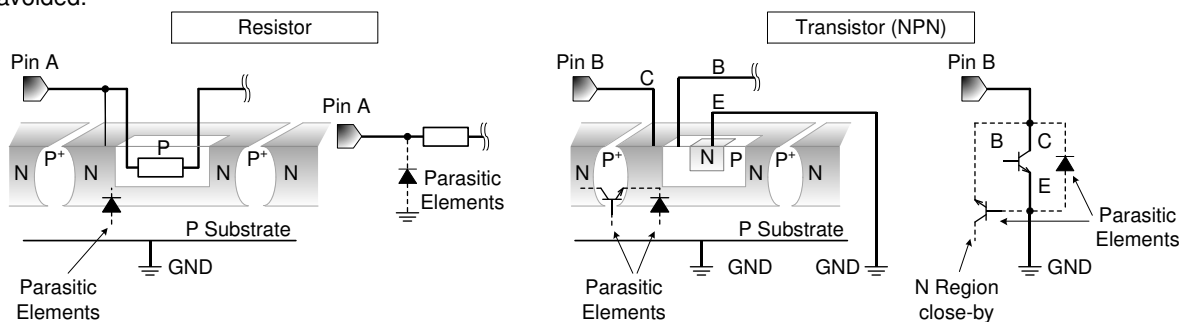 avoided.
Resistor
Transistor (NPN)
Pin A
Pin A
N
P+
N
P
N
P+
N
Parasitic
Elements
P Substrate
GND
Parasitic
Elements
Pin B
C
B
E
N
P+
N
N
P
N
P+
N
P Substrate
GND
GND
Parasitic
Elements
Pin B
B
C
E
Parasitic
Elements
GND
N Region
close-by